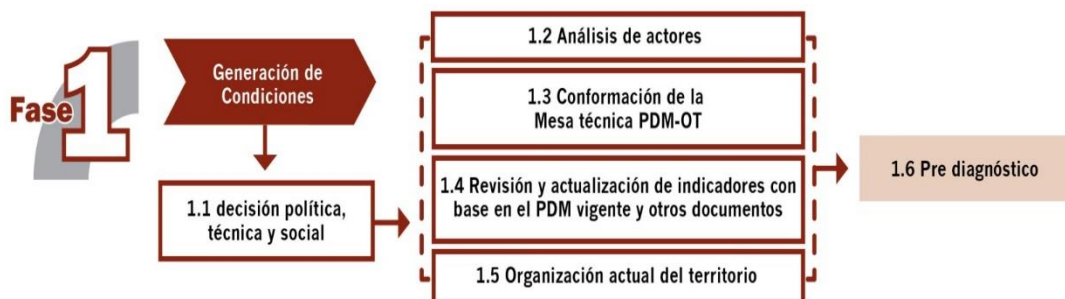 Fase 1
Generación de
Condiciones
1.1 decisión política,
técnica y social
1.2 Análisis de actores
1.3 Conformación de la
Mesa técnica PDM-OT
1.4 Revisión y actualización de indicadores con
base en el PDM vigente y otros documentos
1.5 Organización actual del territorio
1.6 Pre diagnóstico